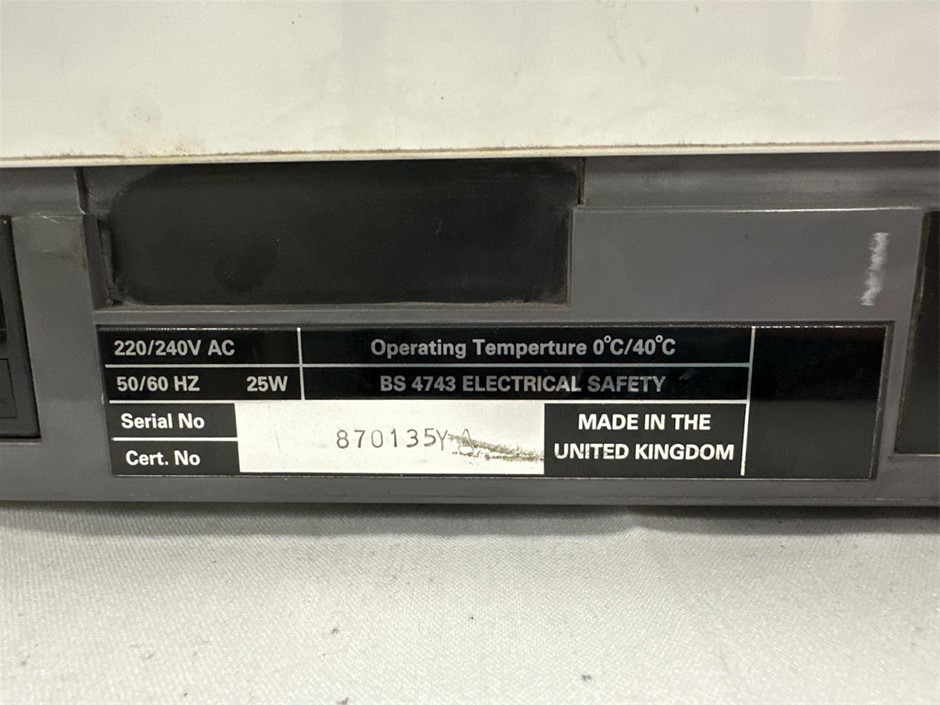 220/240V AC
Operating Temperture 0°C/40°C
50/60 HZ 25W
BS 4743 ELECTRICAL SAFETY
Serial No
870135Y
Cert. No
MADE IN THE
UNITED KINGDOM